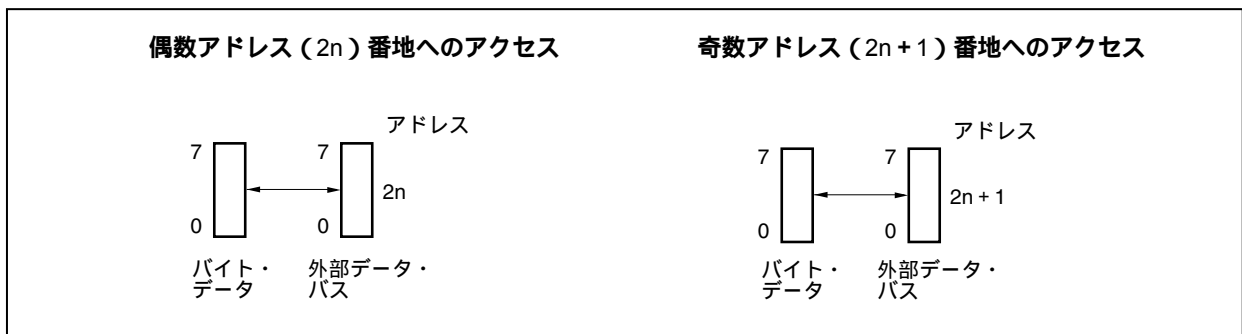 偶数アドレス（2n）番地へのアクセス
アドレス
7
7
2n
0
0
バイト・
データ
外部データ・
バス
奇数アドレス（2n＋1）番地へのアクセス
アドレス
7
7
2n＋1
0
0
バイト・
データ
外部データ・
バス